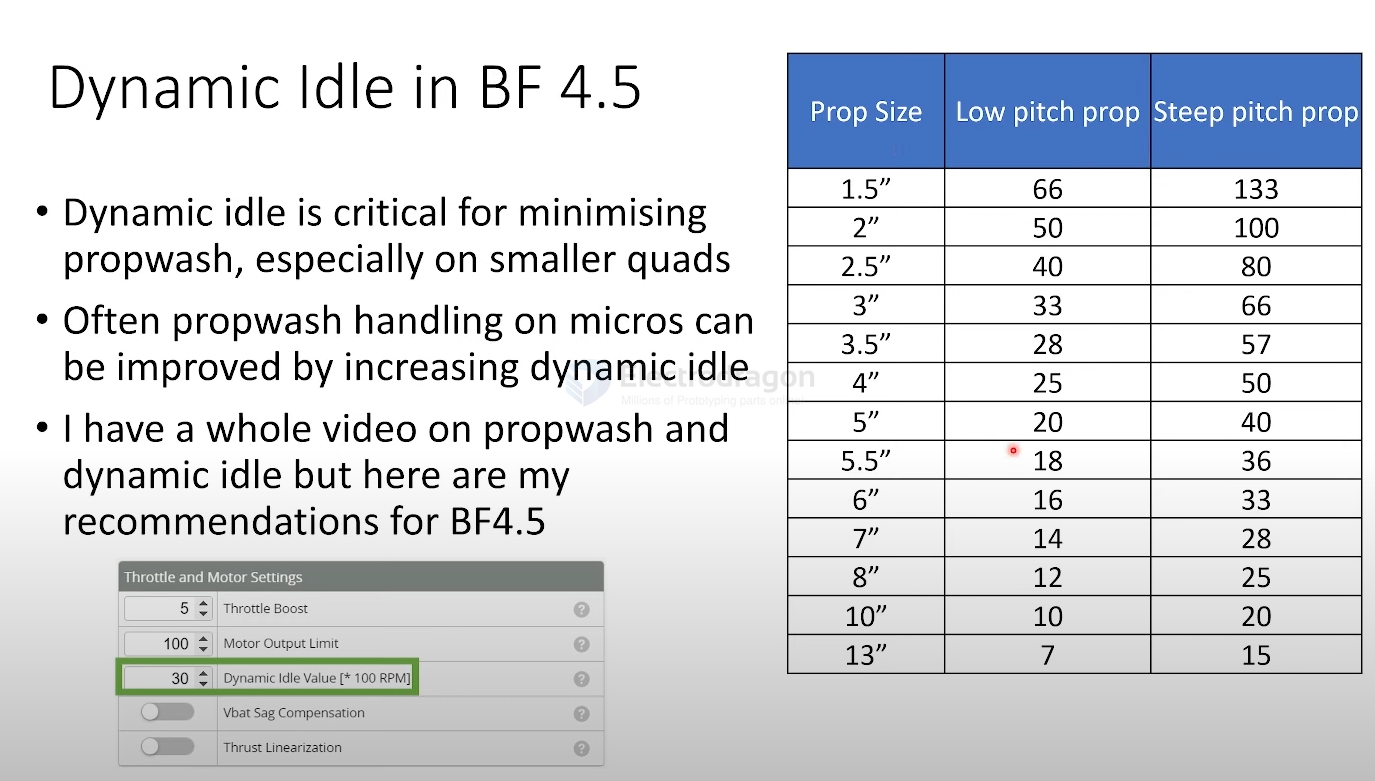 Dynamic Idle in BF 4.5
• Dynamic idle is critical for minimising
propwash, especially on smaller quads
• Often propwash handling on micros can
be improved by increasing dynamic idle
• I have a whole video on propwash and
dynamic idle but here are my
recommendations for BF4.5
Throttle and Motor Settings
5 Throttle Boost
100 Motor Output Limit
30 Dynamic Idle Value [* 100 RPM]
Vbat Sag Compensation
Thrust Linearization
Prop Size Low pitch prop Steep pitch prop
1.5” 66 133
2” 50 100
2.5” 40 80
3” 33 66
3.5” 28 57
4” 25 50
5” 20 40
5.5” 18 36
6” 16 33
7” 14 28
8” 12 25
10” 10 20
13” 7 15
Electrodragon
Millions of Prototyping parts online!